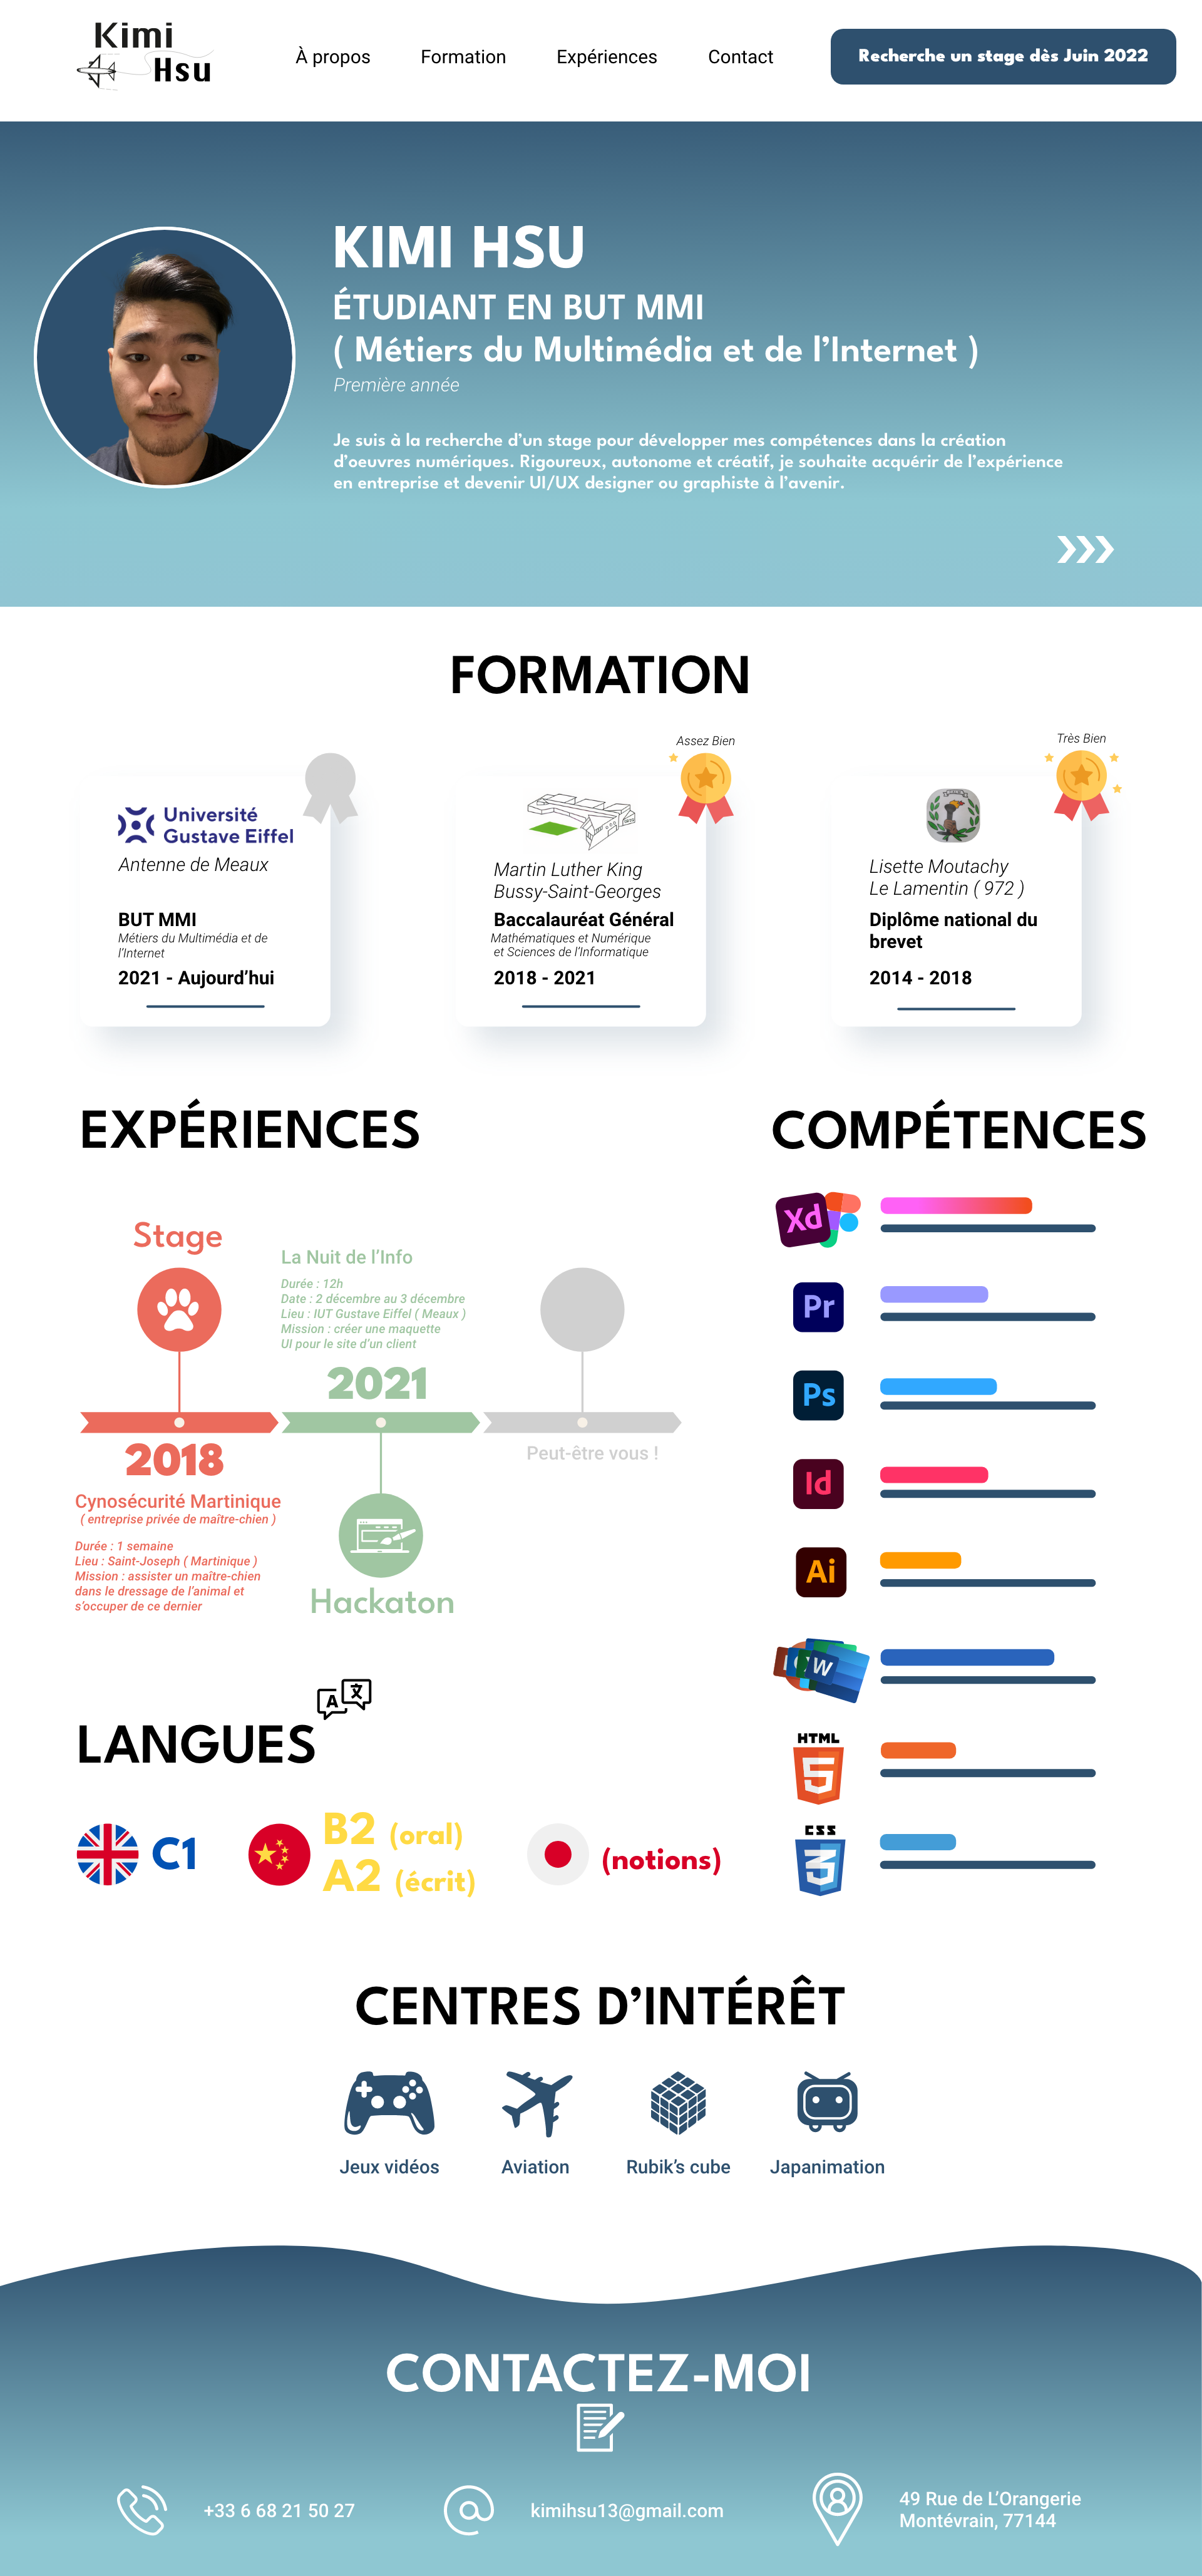 Kimi
Hsu
À propos
Formation
Expériences
Contact
Recherche un stage dès Juin 2022
KIMI HSU
ÉTUDIANT EN BUT MMI
( Métiers du Multimédia et de l’Internet )
Première année
Je suis à la recherche d’un stage pour développer mes compétences dans la création
d’oeuvres numériques. Rigoureux, autonome et créatif, je souhaite acquérir de l’expérience
en entreprise et devenir UI/UX designer ou graphiste à l’avenir.
FORMATION
Université
Gustave Eiffel
Antenne de Meaux
BUT MMI
Métiers du Multimédia et de
l’Internet
2021 - Aujourd’hui
Assez Bien
Martin Luther King
Bussy-Saint-Georges
Baccalauréat Général
Mathématiques et Numérique
et Sciences de l’Informatique
2018 - 2021
Très Bien
Lisette Moutachy
Le Lamentin ( 972 )
Diplôme national du
brevet
2014 - 2018
EXPÉRIENCES
Stage
2018
Cynosécurité Martinique
( entreprise privée de maître-chien )
Durée : 1 semaine
Lieu : Saint-Joseph ( Martinique )
Mission : assister un maître-chien
dans le dressage de l’animal et
s’occuper de ce dernier
La Nuit de l’Info
Durée : 12h
Date : 2 décembre au 3 décembre
Lieu : IUT Gustave Eiffel ( Meaux )
Mission : créer une maquette
UI pour le site d’un client
2021
Hackaton
Peut-être vous !
COMPÉTENCES
Xd
Pr
Ps
Id
Ai
W
HTML
5
CSS
3
LANGUES
A 文
C1
B2 (oral)
A2 (écrit)
(notions)
CENTRES D’INTÉRÊT
Jeux vidéos
Aviation
Rubik’s cube
Japanimation
CONTACTEZ-MOI
+33 6 68 21 50 27
kimihsu13@gmail.com
49 Rue de L’Orangerie
Montévrain, 77144